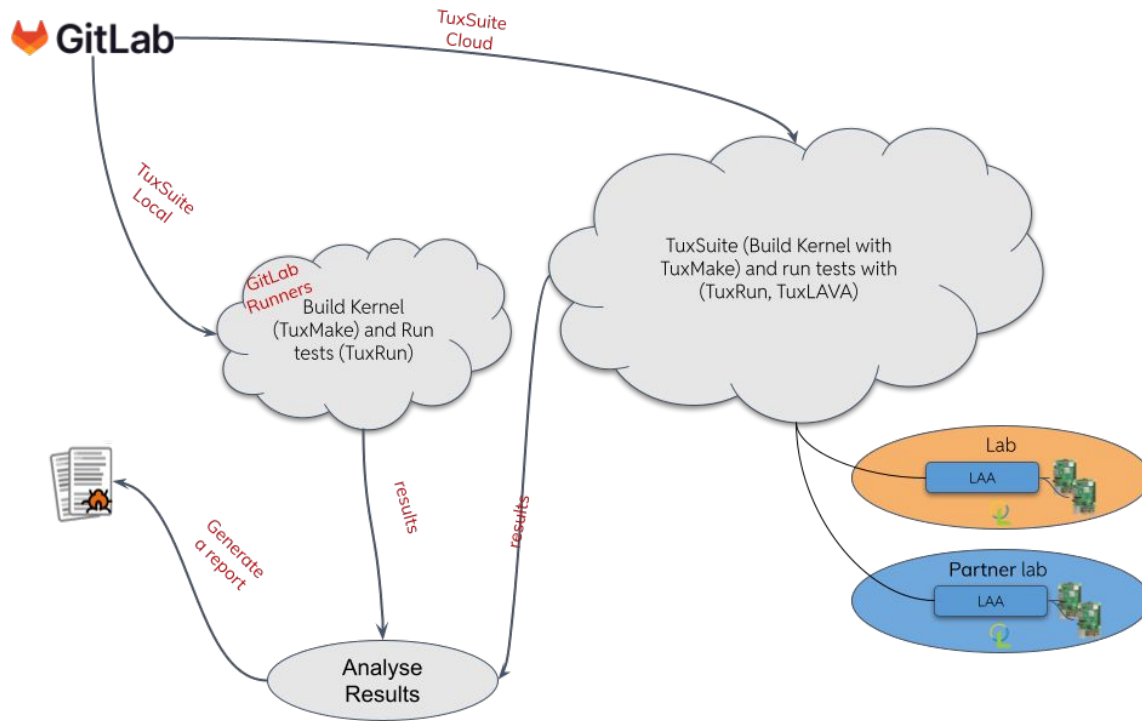 GitLab
TuxSuite
Cloud
TuxSuite
Local
TuxSuite (Build Kernel with
TuxMake) and run tests with
(TuxRun, TuxLAVA)
GitLab
Runners
Build Kernel
(TuxMake) and Run
tests (TuxRun)
results
results
Generate
a report
Analyse
Results
Lab
LAA
Partner lab
LAA